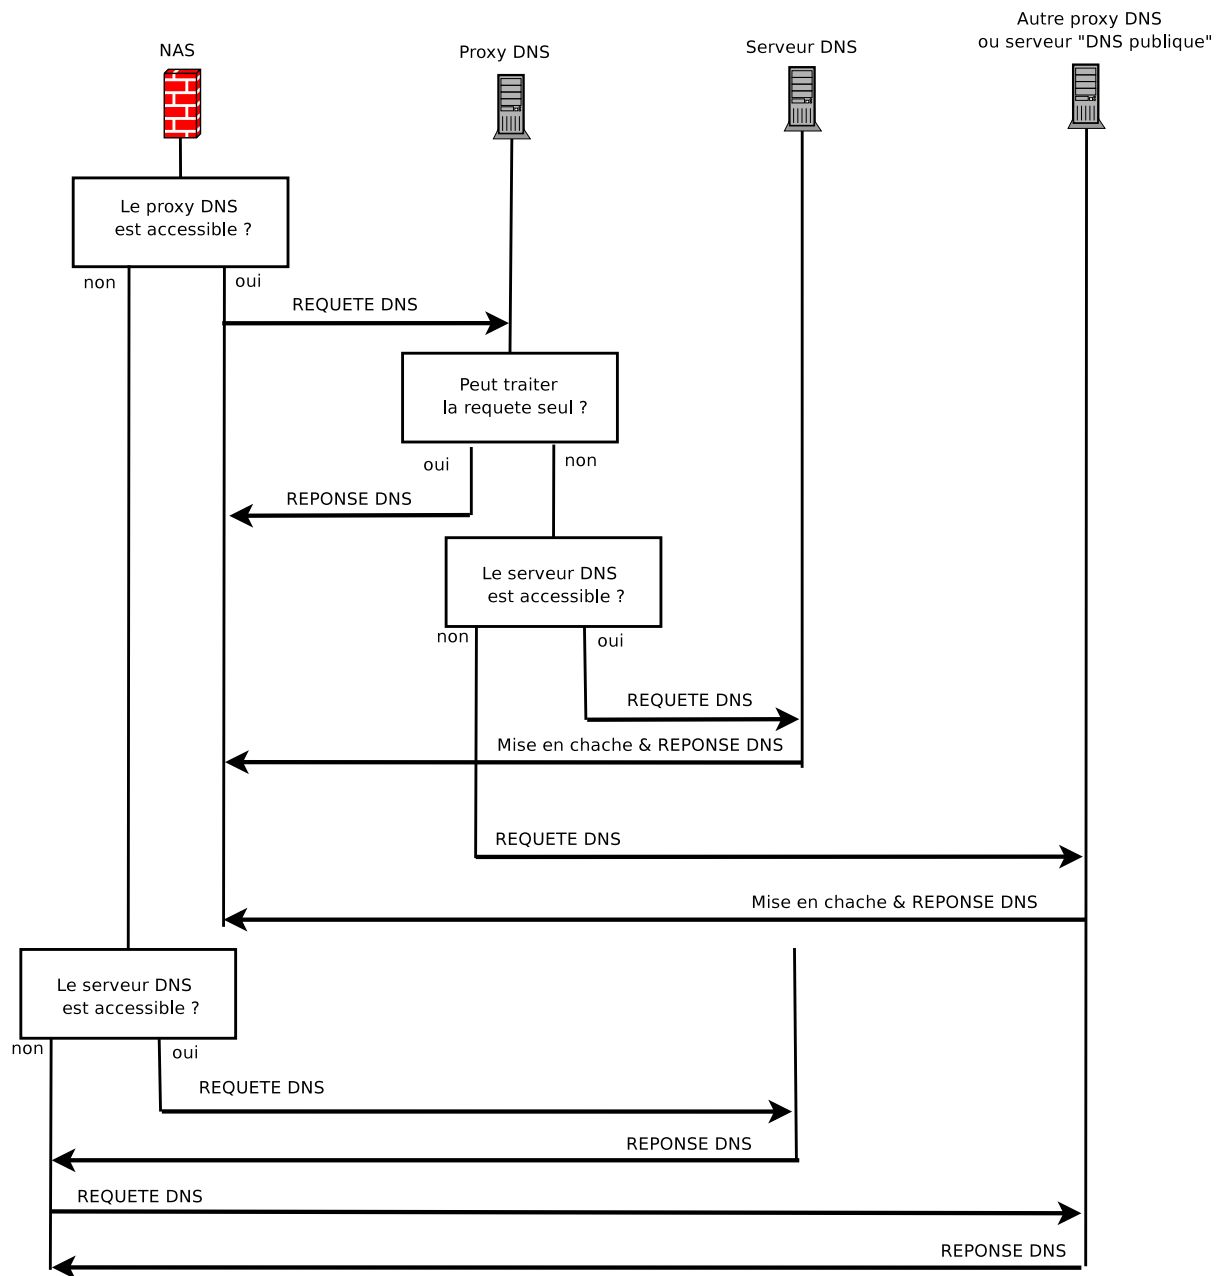 Autre proxy DNS
ou serveur "DNS publique"
NAS
Proxy DNS
Serveur DNS
Le proxy DNS
est accessible ?
non
oui
REQUETE DNS
Peut traiter
la requete seul ?
oui
non
REPONSE DNS
Le serveur DNS
est accessible ?
non
oui
REQUETE DNS
Mise en chache & REPONSE DNS
REQUETE DNS
Mise en chache & REPONSE DNS
Le serveur DNS
est accessible ?
non
oui
REQUETE DNS
REPONSE DNS
REQUETE DNS
REPONSE DNS